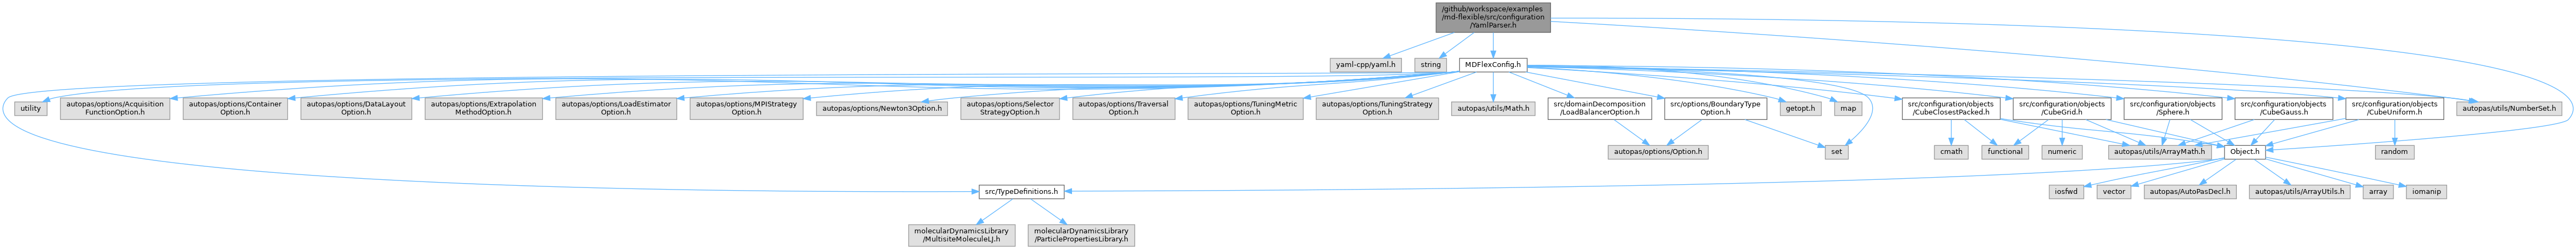 /github/workspace/examples
/md-flexible/src/configuration
/YamlParser.h
yaml-cpp/yaml.h
string
MDFlexConfig.h
utility
autopas/options/Acquisition
FunctionOption.h
autopas/options/Container
Option.h
autopas/options/DataLayout
Option.h
autopas/options/Extrapolation
MethodOption.h
autopas/options/LoadEstimator
Option.h
autopas/options/MPIStrategy
Option.h
autopas/options/Newton3Option.h
autopas/options/Selector
StrategyOption.h
autopas/options/Traversal
Option.h
autopas/options/TuningMetric
Option.h
autopas/options/TuningStrategy
Option.h
autopas/utils/Math.h
src/domainDecomposition
/LoadBalancerOption.h
src/options/BoundaryType
Option.h
getopt.h
map
src/configuration/objects
/CubeClosestPacked.h
src/configuration/objects
/CubeGrid.h
src/configuration/objects
/Sphere.h
src/configuration/objects
/CubeGauss.h
src/configuration/objects
/CubeUniform.h
autopas/utils/NumberSet.h
autopas/options/Option.h
set
cmath
functional
numeric
autopas/utils/ArrayMath.h
Object.h
random
src/TypeDefinitions.h
iosfwd
vector
autopas/AutoPasDecl.h
autopas/utils/ArrayUtils.h
array
iomanip
molecularDynamicsLibrary
/MultisiteMoleculeLJ.h
molecularDynamicsLibrary
/ParticlePropertiesLibrary.h